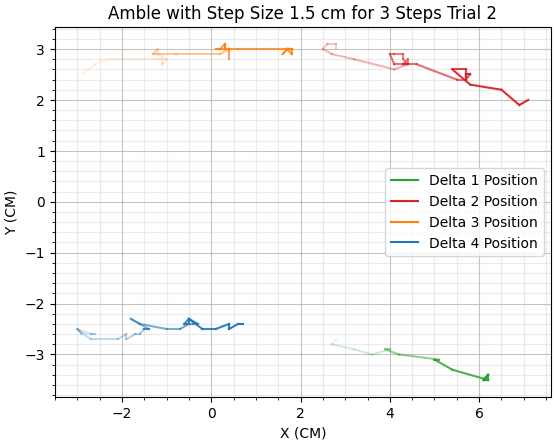 Amble with Step Size 1.5 cm for 3 Steps Trial 2
Y (CM)
3
2
1
0
−1
−2
−3
Delta 1 Position
Delta 2 Position
Delta 3 Position
Delta 4 Position
−2
0
2
4
6
X (CM)